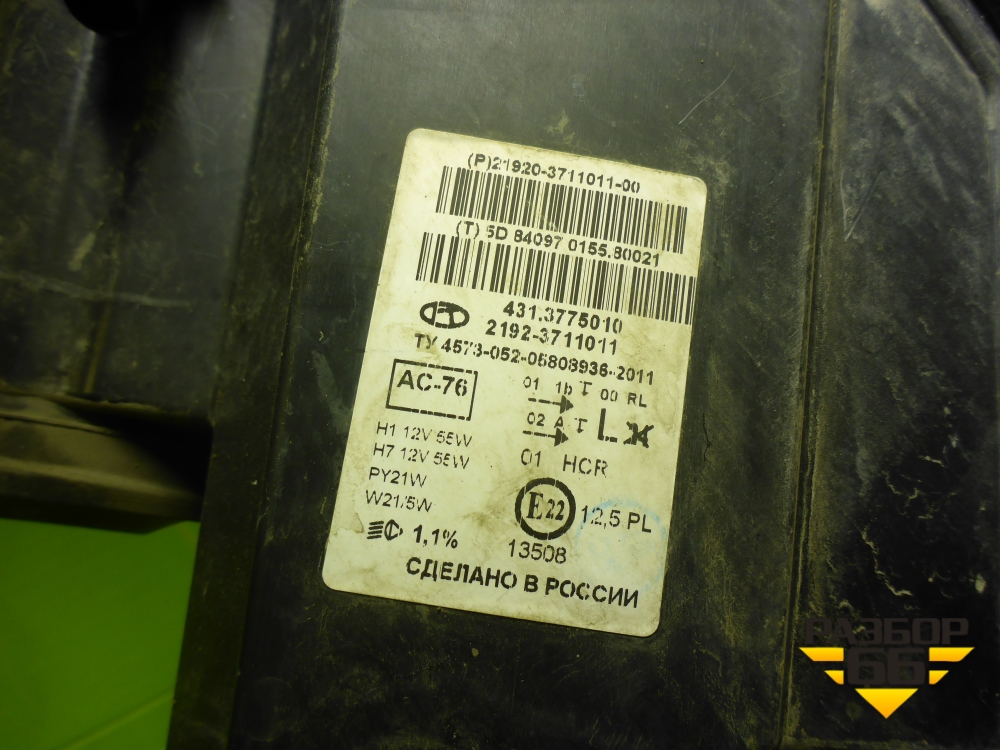 (P)21920-3711011-00
(T) 5D 84097 0155.80021
431.3775010
2192-3711011
ТУ 4573-052-05808936-2011
AC-76
01 1b T 00 RL
02 A T L
01 HCR
H1 12V 55W
H7 12V 55W
PY21W
W21/5W
E22 12,5 PL
1,1% 13508
СДЕЛАНО В РОССИИ
РАЗБОР
66